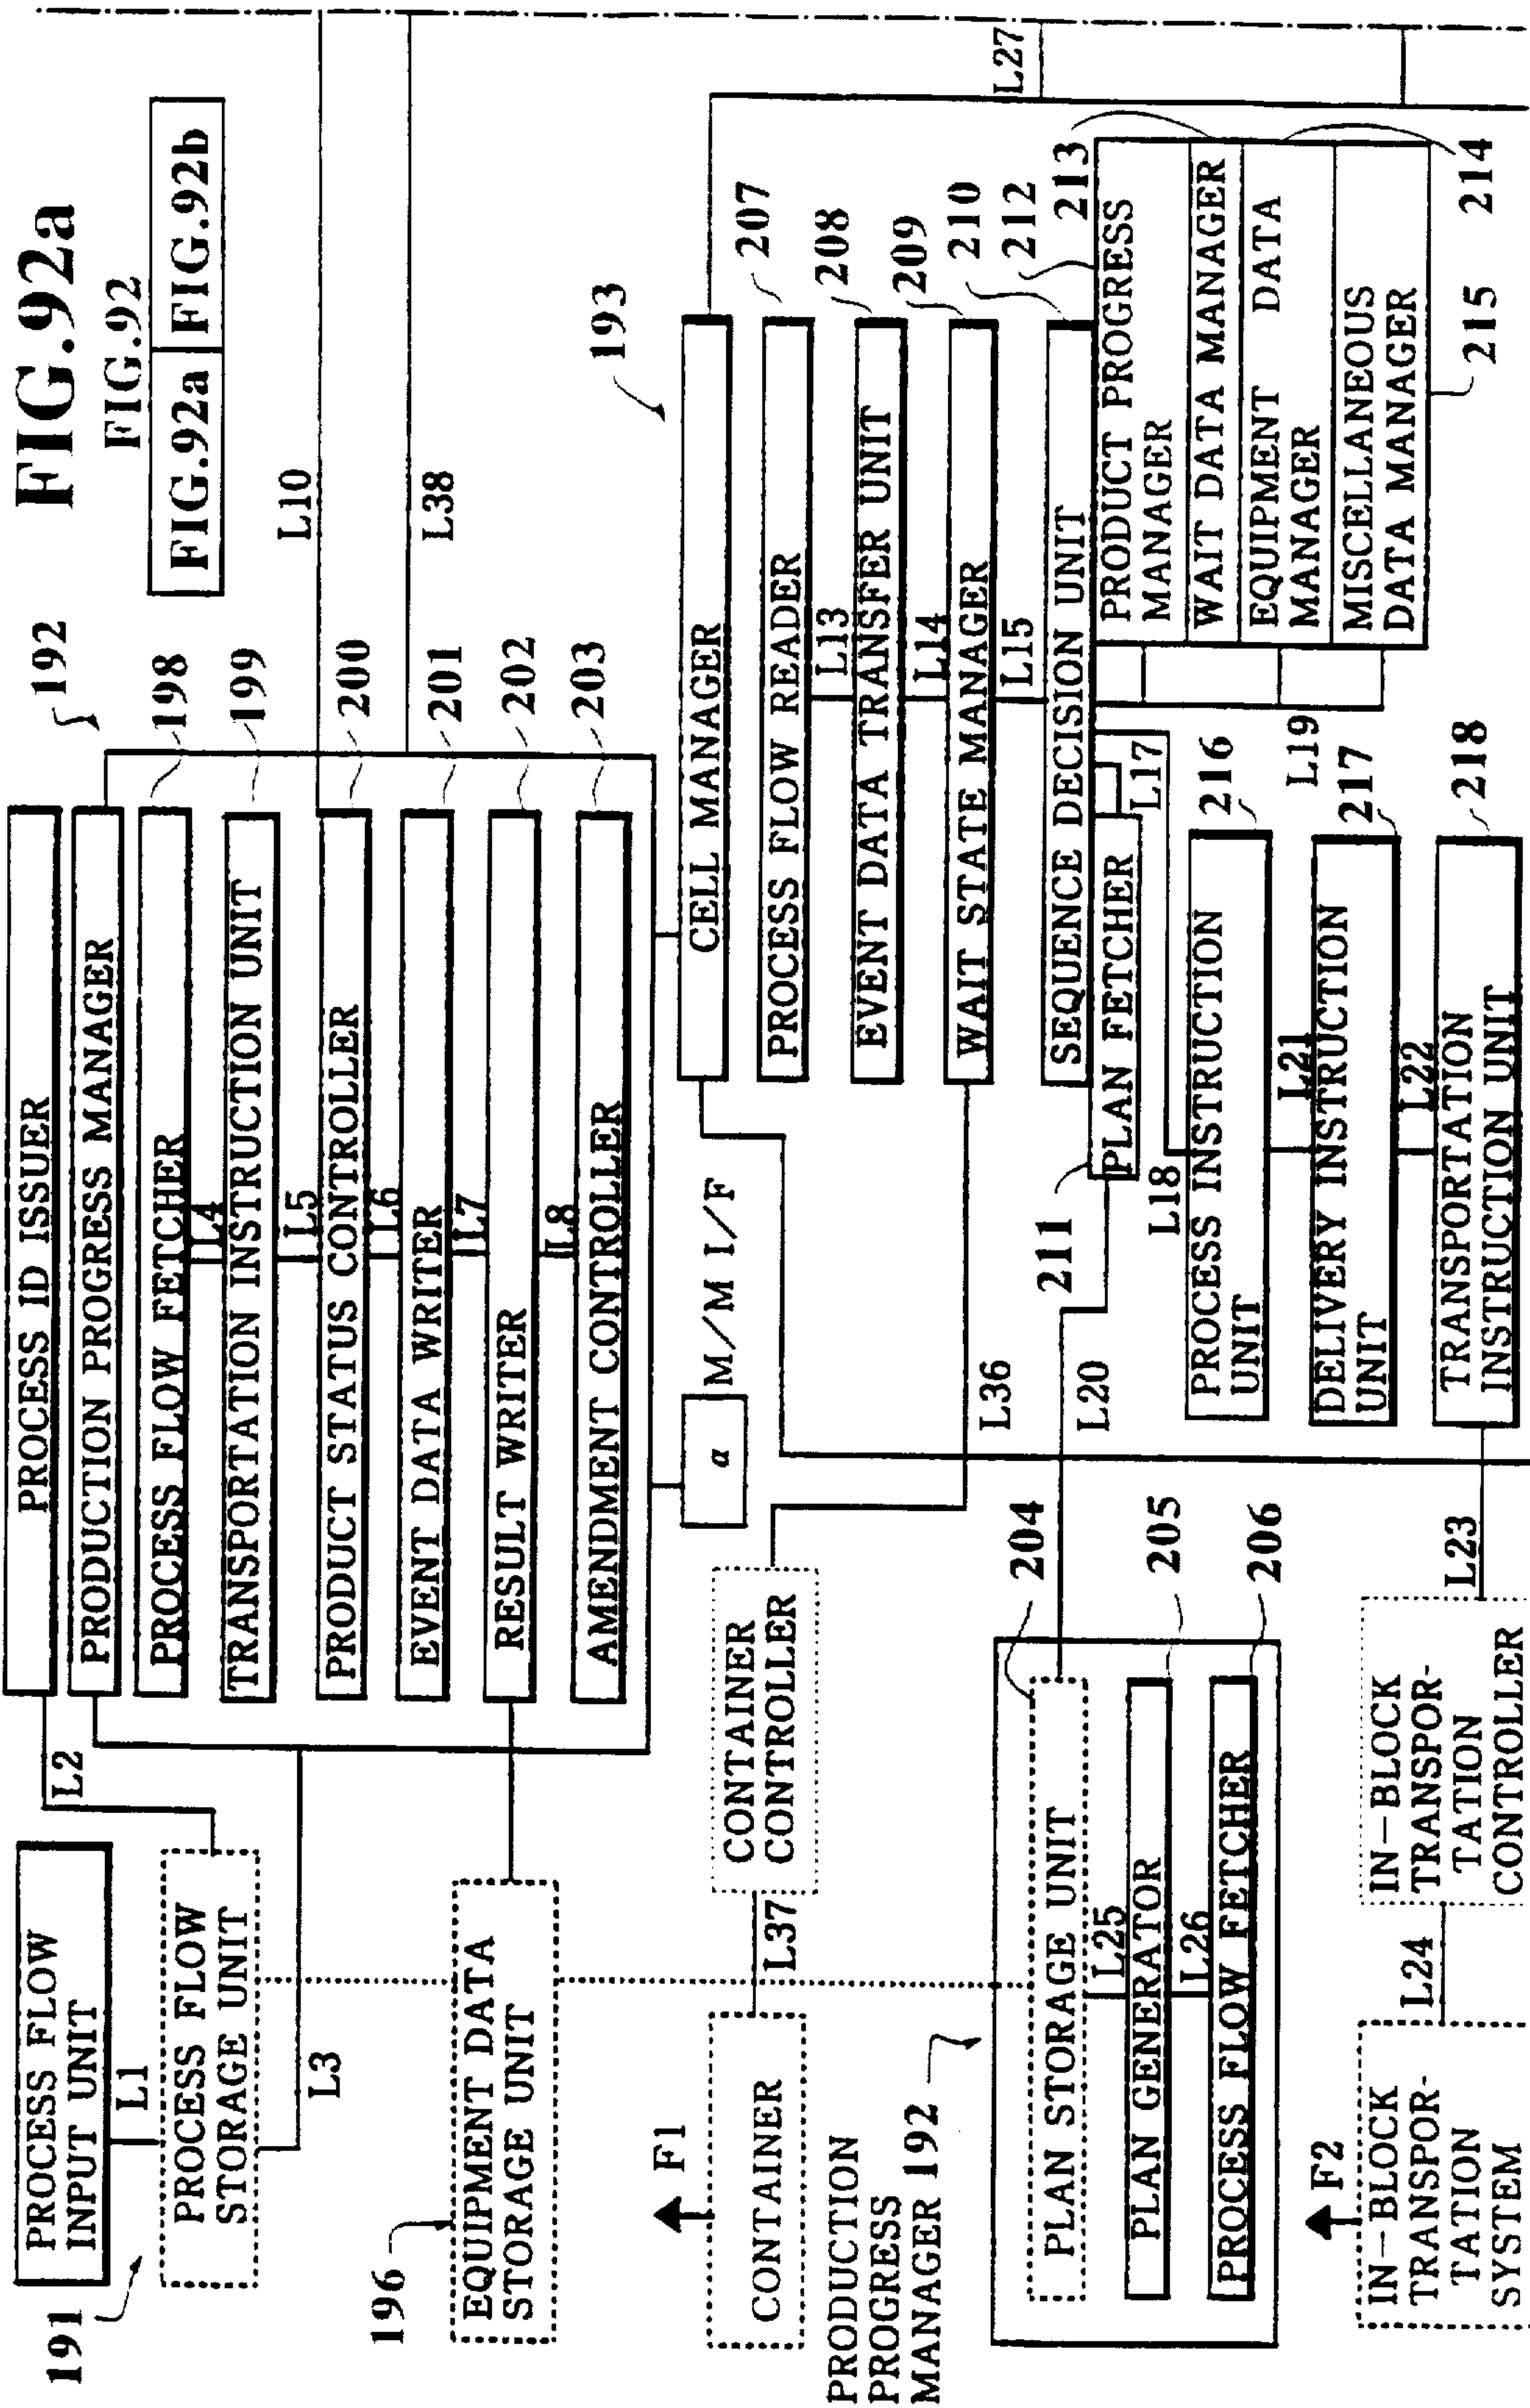 FIG.92a
FIG.92
FIG.92a FIG.92b
PROCESS FLOW
INPUT UNIT
191
L1
L2
PROCESS FLOW
STORAGE UNIT
L3
196
EQUIPMENT DATA
STORAGE UNIT
PROCESS ID ISSUER
192
PRODUCTION PROGRESS MANAGER
PROCESS FLOW FETCHER
198
L4
TRANSPORTATION INSTRUCTION UNIT
199
L5
L10
PRODUCT STATUS CONTROLLER
200
L6
L38
EVENT DATA WRITER
201
L7
RESULT WRITER
202
L8
AMENDMENT CONTROLLER
203
α
M/M I/F
F1
CONTAINER
L37
CONTAINER
CONTROLLER
L36
193
CELL MANAGER
PROCESS FLOW READER
207
L13
EVENT DATA TRANSFER UNIT
208
L14
WAIT STATE MANAGER
209
L15
SEQUENCE DECISION UNIT
210
212
213
L27
PRODUCT PROGRESS
MANAGER
WAIT DATA MANAGER
EQUIPMENT DATA
MANAGER
214
MISCELLANEOUS
DATA MANAGER
215
PRODUCTION
PROGRESS
MANAGER 192
204
PLAN STORAGE UNIT
L25
PLAN GENERATOR
205
L26
PROCESS FLOW FETCHER
206
L20
211
PLAN FETCHER
L17
L18
L19
PROCESS INSTRUCTION
UNIT
216
L21
DELIVERY INSTRUCTION
UNIT
217
L22
TRANSPORTATION
INSTRUCTION UNIT
218
F2
IN-BLOCK
TRANSPOR-
TATION
SYSTEM
L24
IN-BLOCK
TRANSPOR-
TATION
CONTROLLER
L23